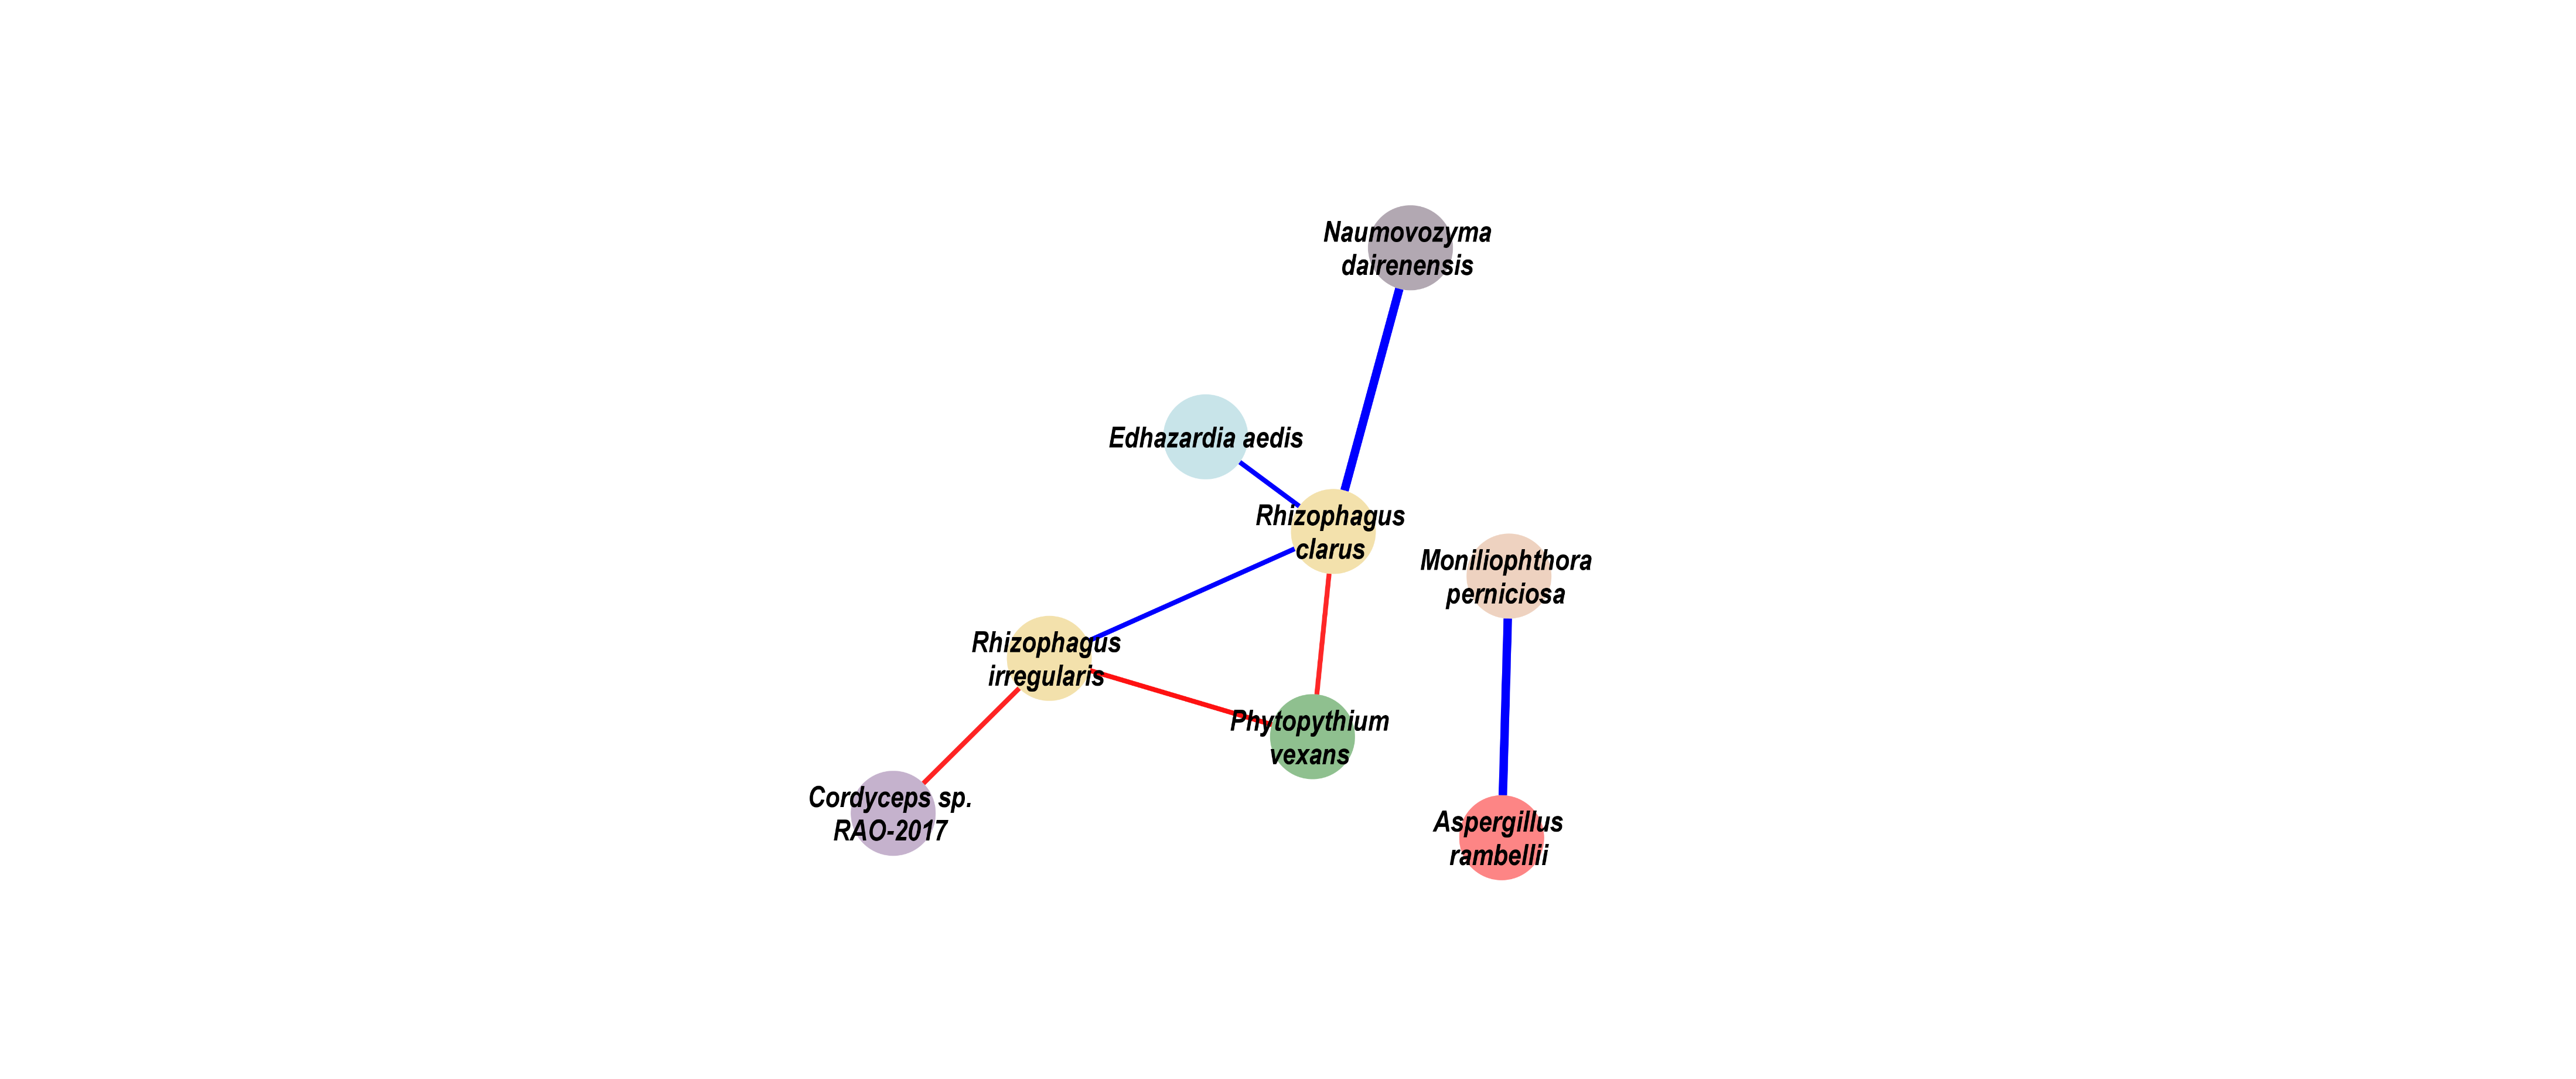 Naumovozyma
dairenensis
Edhazardia aedis
Rhizophagus
clarus
Moniliophthora
perniciosa
Rhizophagus
irregularis
Phytopythium
vexans
Cordyceps sp.
RAO-2017
Aspergillus
rambellii